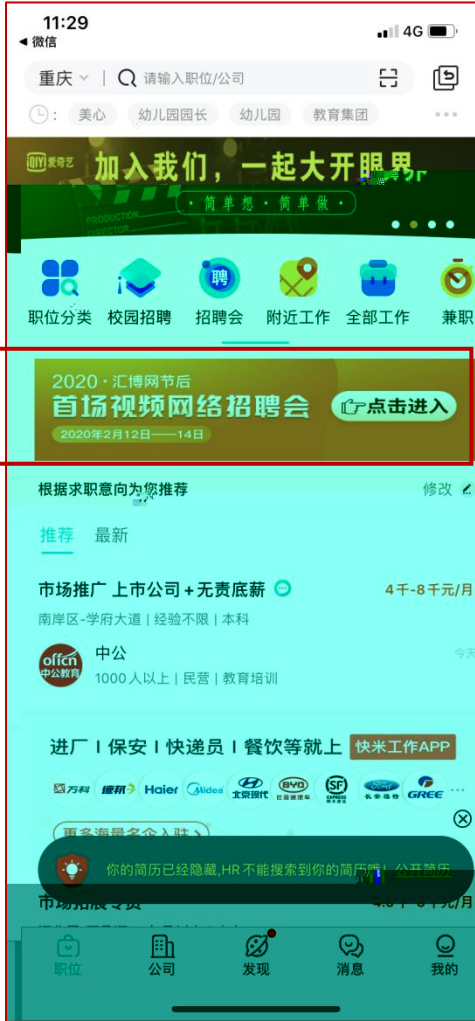 11:29
微信
4G
重庆
请输入职位/公司
:
美心
幼儿园园长
幼儿园
教育集团
iQIYI 爱奇艺
加入我们，一起大开眼界
PRODUCTION
DIRECTOR
· 简单想 · 简单做 ·
聘
职位分类
校园招聘
招聘会
附近工作
全部工作
兼职
2020·汇博网节后
首场视频网络招聘会
点击进入
2020年2月12日——14日
根据求职意向为您推荐
修改
推荐
最新
市场推广 上市公司+无责底薪
4千-8千元/月
南岸区-学府大道 | 经验不限 | 本科
offcn
中公教育
中公
今天
1000人以上 | 民营 | 教育培训
进厂 | 保安 | 快递员 | 餐饮等就上
快米工作APP
万科
德邦
Haier
Midea
北京现代
BYD
SF
EXPRESS
Ford
长安福特
GREE
...
更多海量名企入驻>
你的简历已经隐藏,HR不能搜索到你的简历哦!
公开简历
市场拓展专员
职位
公司
发现
消息
我的